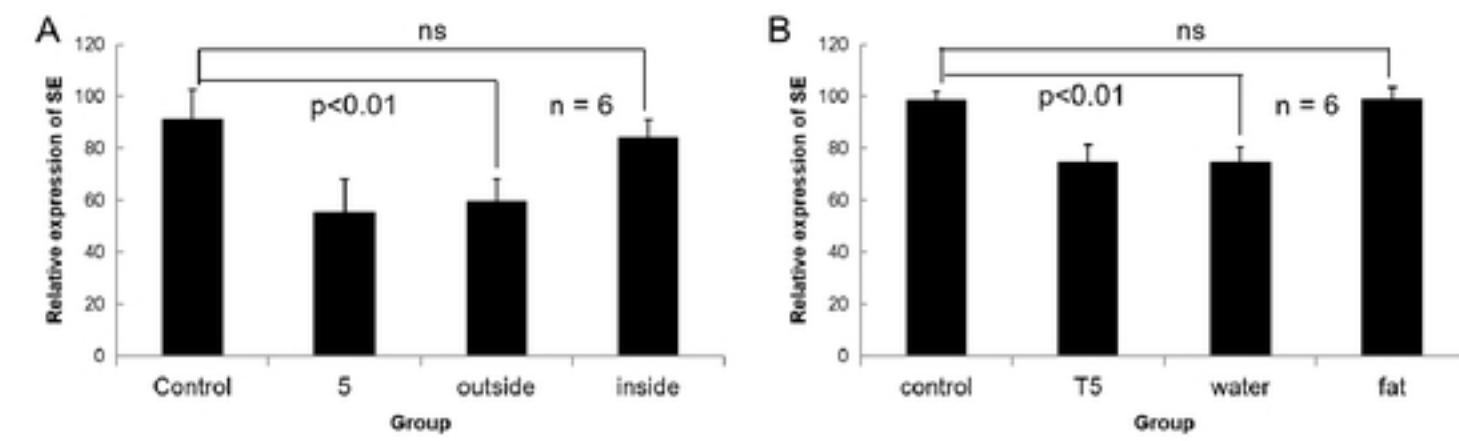 A
Relative expression of SE
120
100
80
60
40
20
0
ns
p<0.01
n = 6
Control 5 outside inside
Group
B
Relative expression of SE
120
100
80
60
40
20
0
ns
p<0.01
n = 6
control T5 water fat
Group